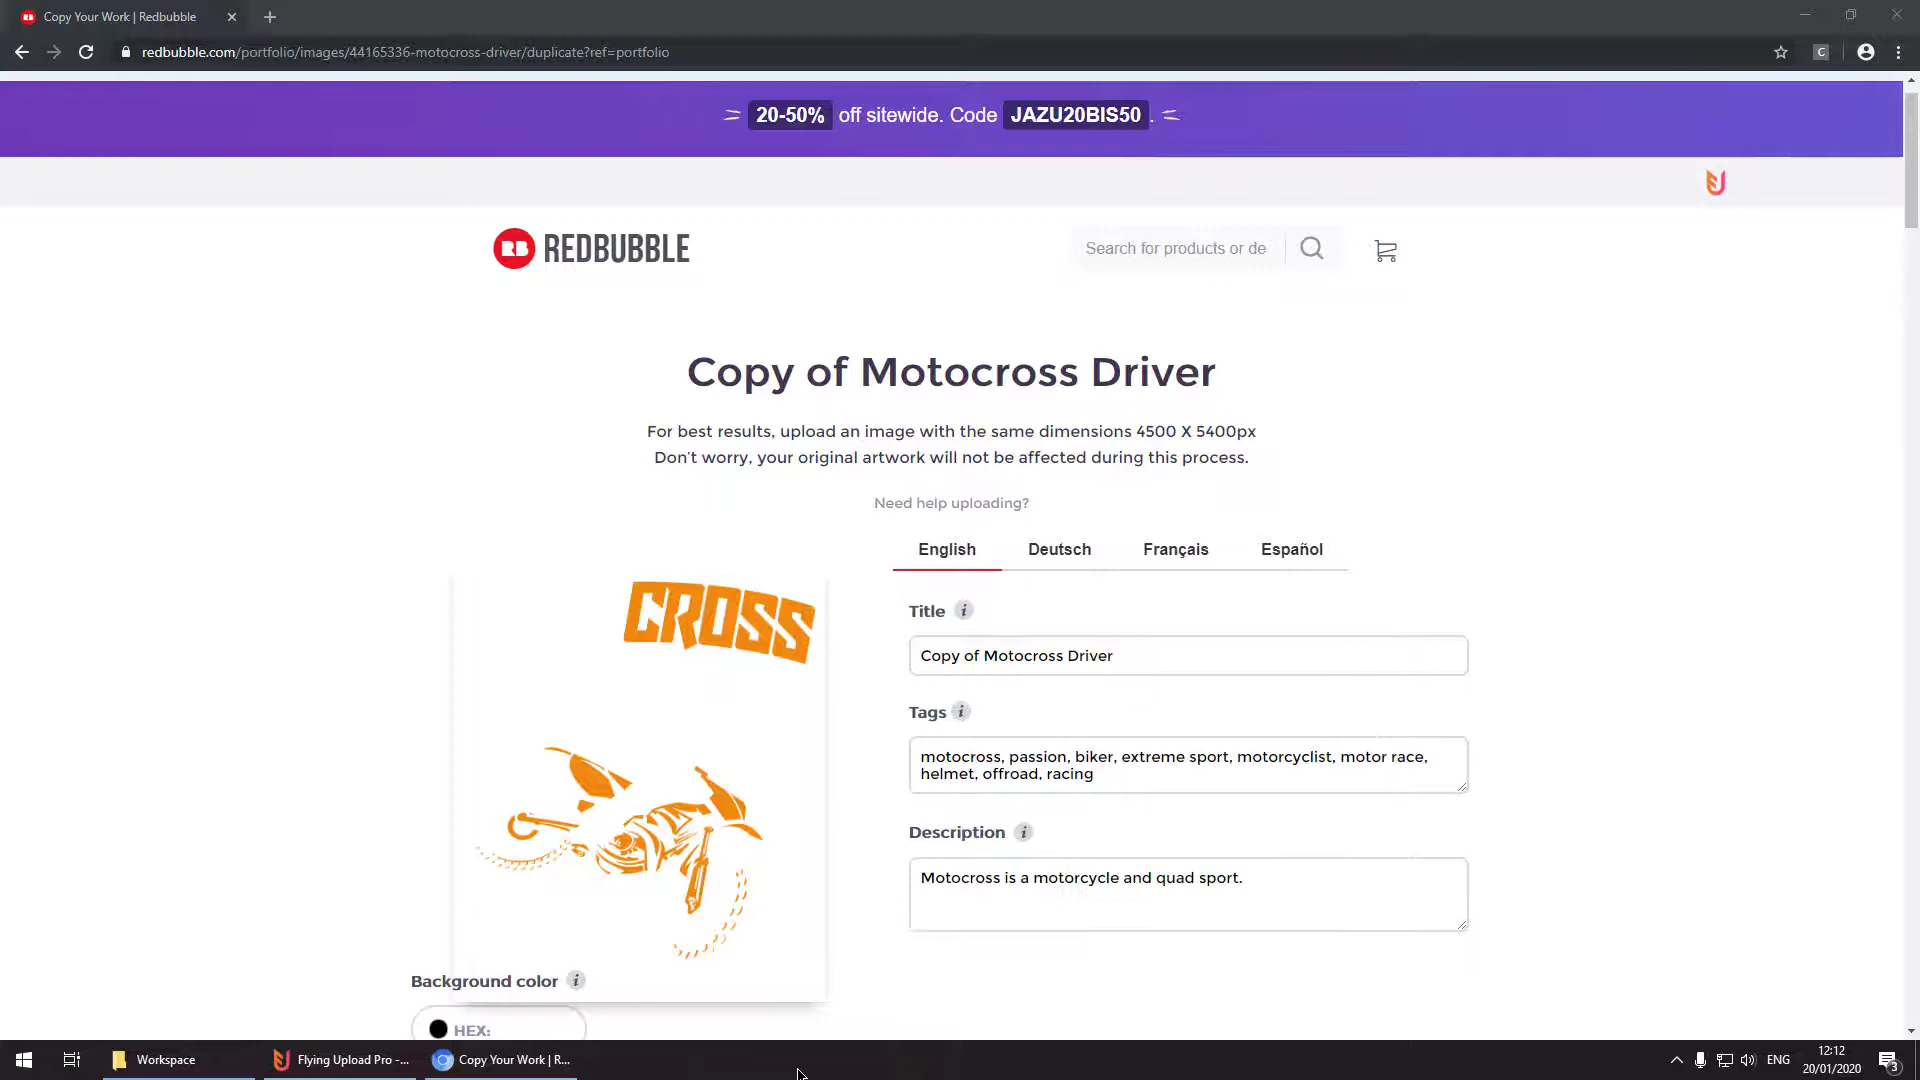 Copy Your Work | Redbubble
redbubble.com/portfolio/images/44165336-motocross-driver/duplicate?ref=portfolio
C
20-50% off sitewide. Code JAZU20BIS50.
RB REDBUBBLE
Search for products or de
Copy of Motocross Driver
For best results, upload an image with the same dimensions 4500 X 5400px
Don't worry, your original artwork will not be affected during this process.
Need help uploading?
English Deutsch Français Español
CROSS
Title i
Copy of Motocross Driver
Tags i
motocross, passion, biker, extreme sport, motorcyclist, motor race,
helmet, offroad, racing
Description i
Motocross is a motorcycle and quad sport.
Background color i
HEX:
Workspace
Flying Upload Pro -...
Copy Your Work | R...
ENG
12:12
20/01/2020
3